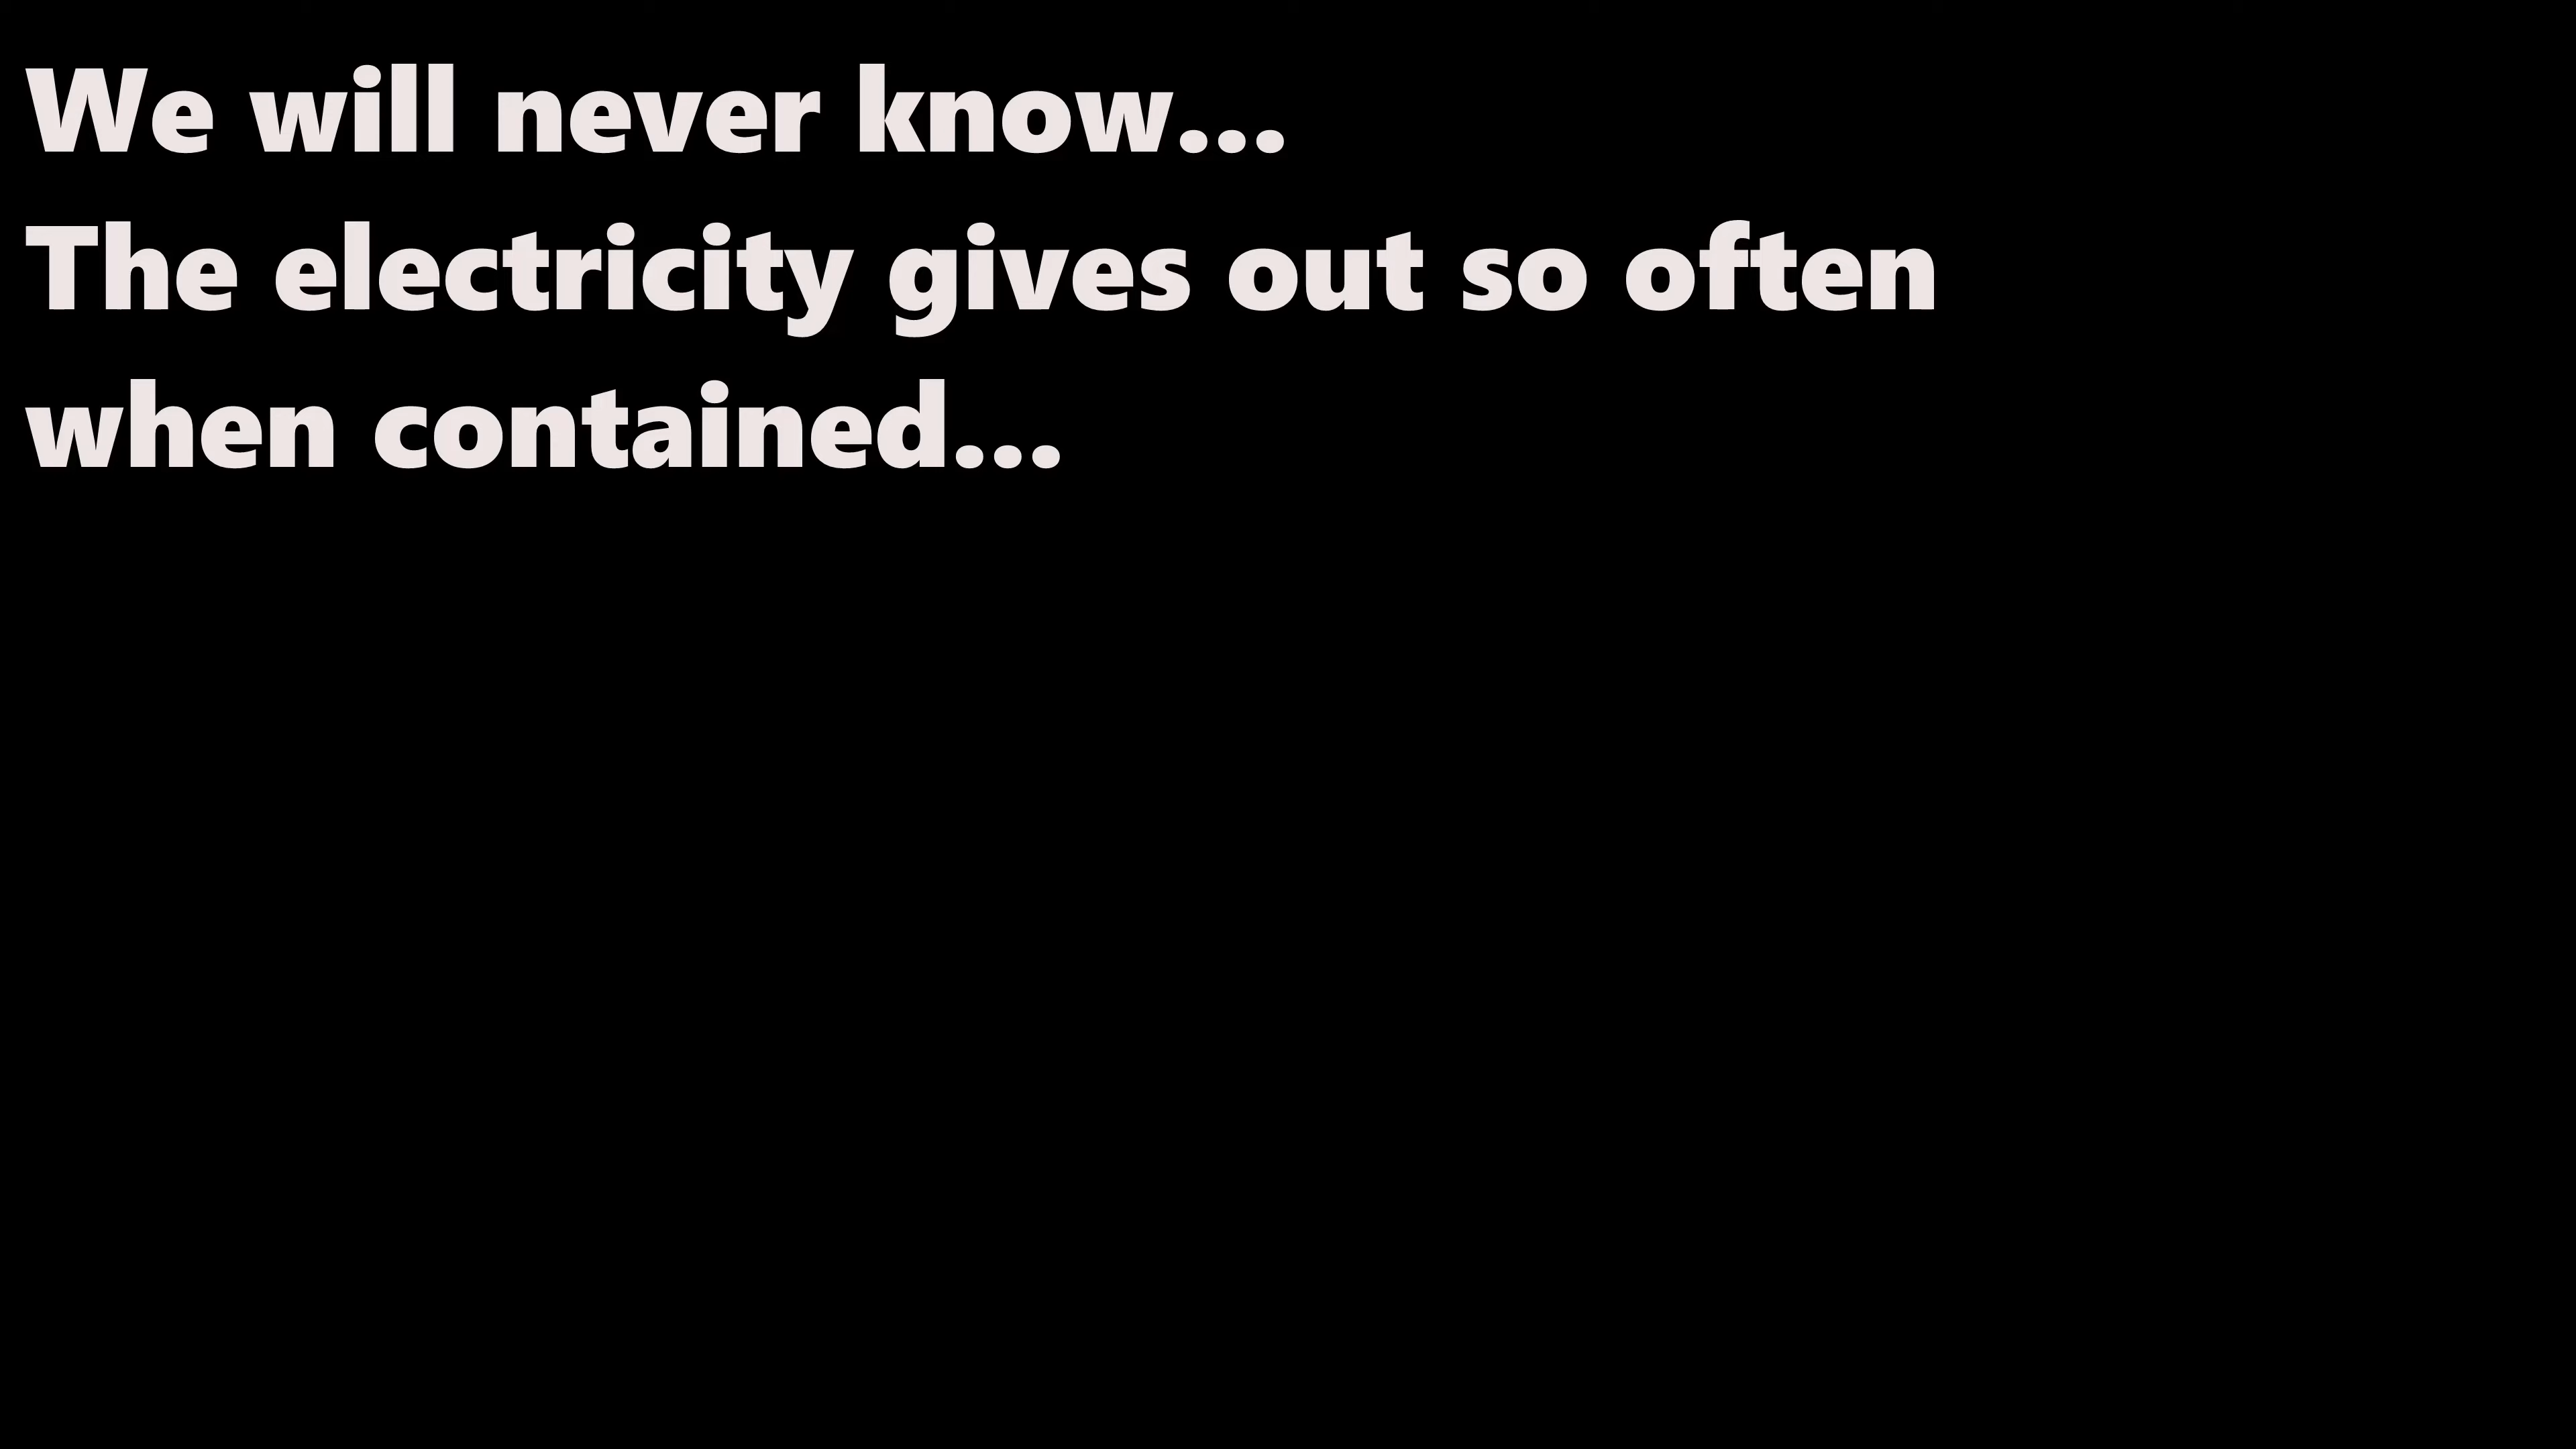 We will never know...
The electricity gives out so often
when contained...